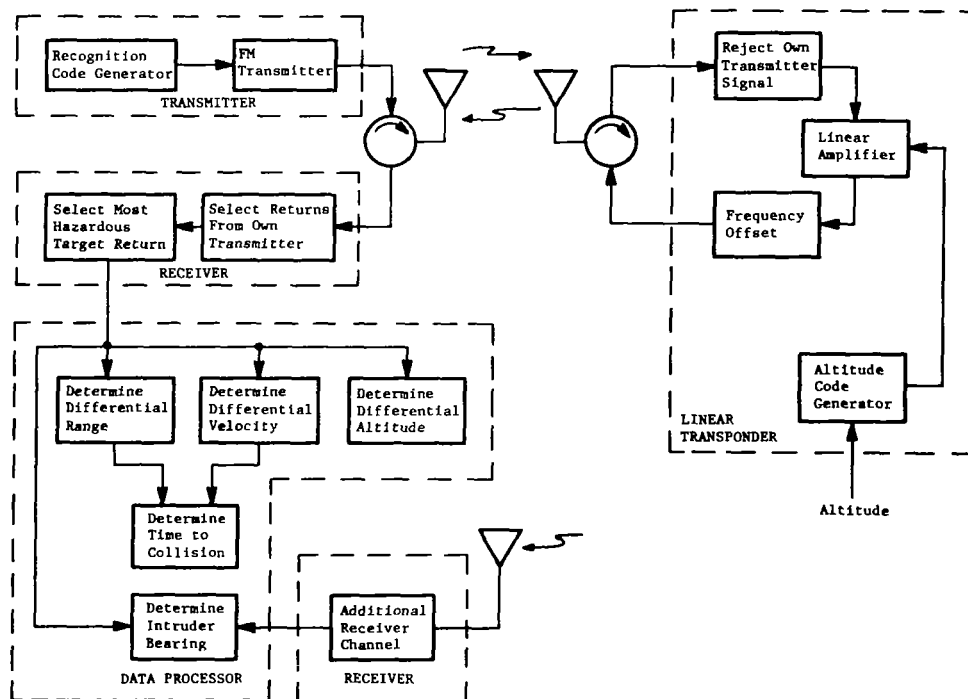 Recognition
Code Generator
FM
Transmitter
TRANSMITTER
Reject Own
Transmitter
Signal
Linear
Amplifier
Frequency
Offset
Altitude
Code
Generator
LINEAR
TRANSPONDER
Altitude
Select Most
Hazardous
Target Return
Select Returns
From Own
Transmitter
RECEIVER
Determine
Differential
Range
Determine
Differential
Velocity
Determine
Differential
Altitude
Determine
Time to
Collision
Determine
Intruder
Bearing
DATA PROCESSOR
Additional
Receiver
Channel
RECEIVER